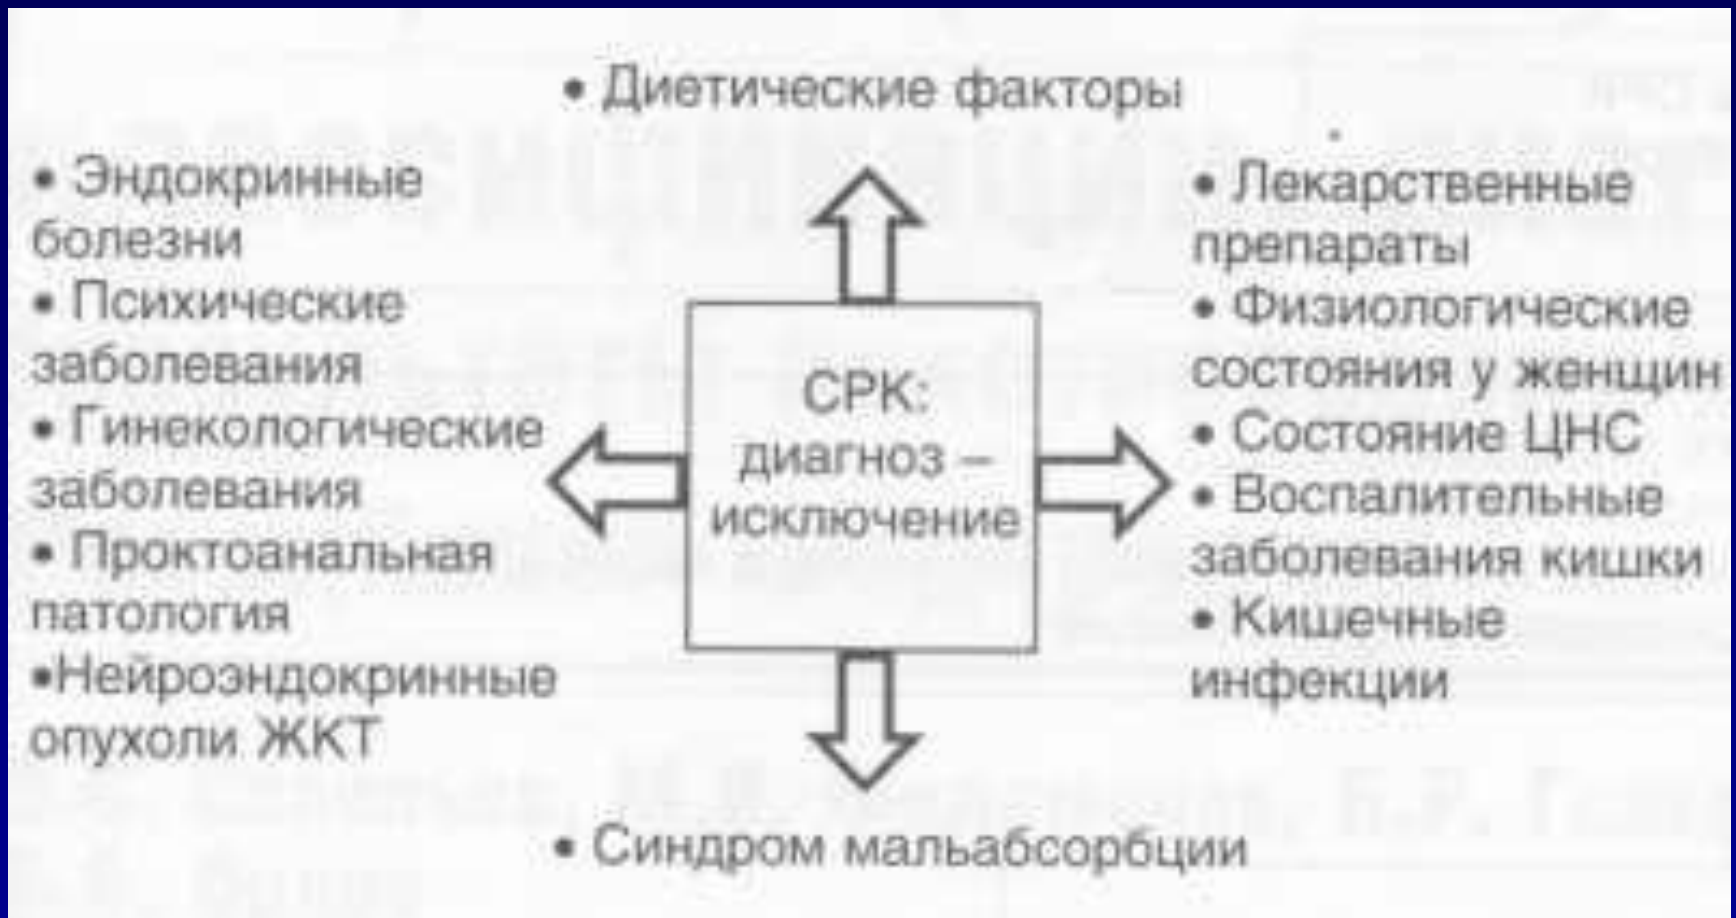 • Диетические факторы
• Эндокринные
болезни
• Психические
заболевания
• Гинекологические
заболевания
• Проктоанальная
патология
•Нейроэндокринные
опухоли ЖКТ
СРК:
диагноз –
исключение
• Лекарственные
препараты
• Физиологические
состояния у женщин
• Состояние ЦНС
• Воспалительные
заболевания кишки
• Кишечные
инфекции
• Синдром мальабсорбции